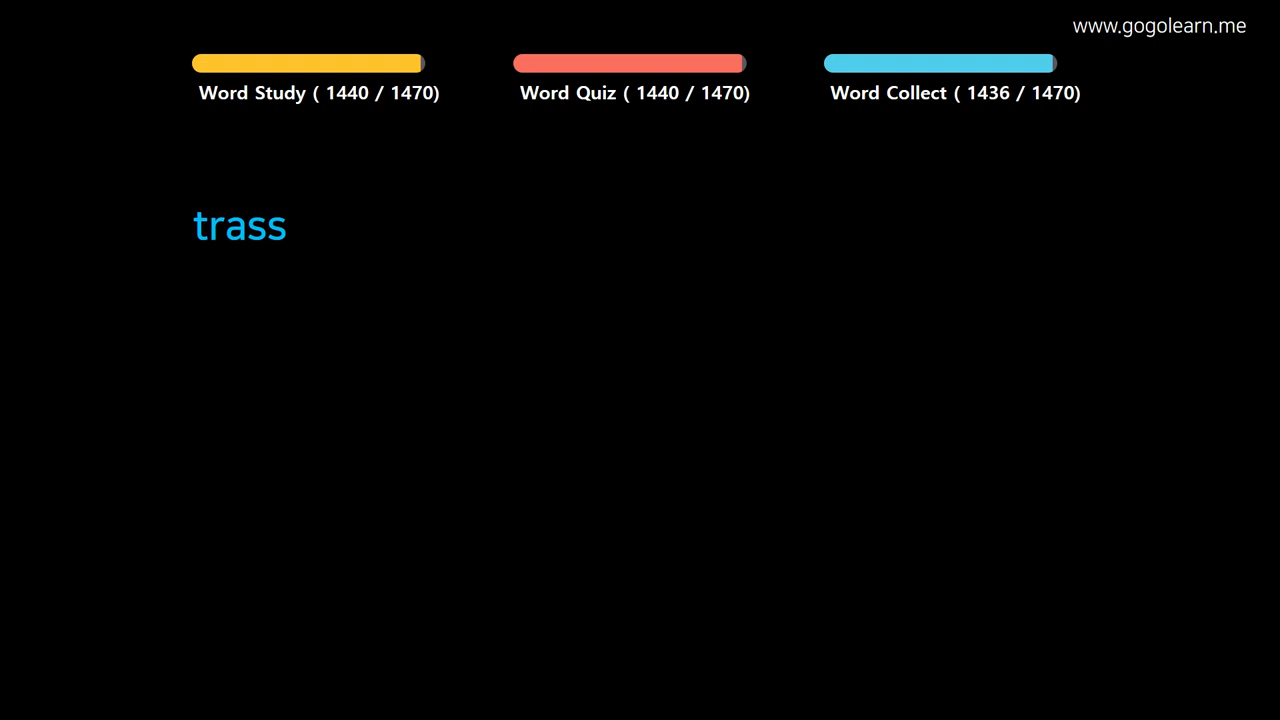 www.gogolearn.me
Word Study ( 1440 / 1470)
Word Quiz ( 1440 / 1470)
Word Collect ( 1436 / 1470)
trass